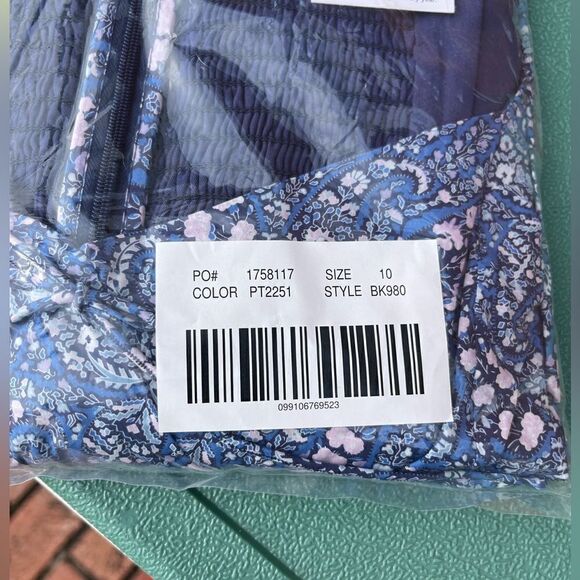 PO# 1758117 SIZE 10
COLOR PT2251 STYLE BK980
099106769523